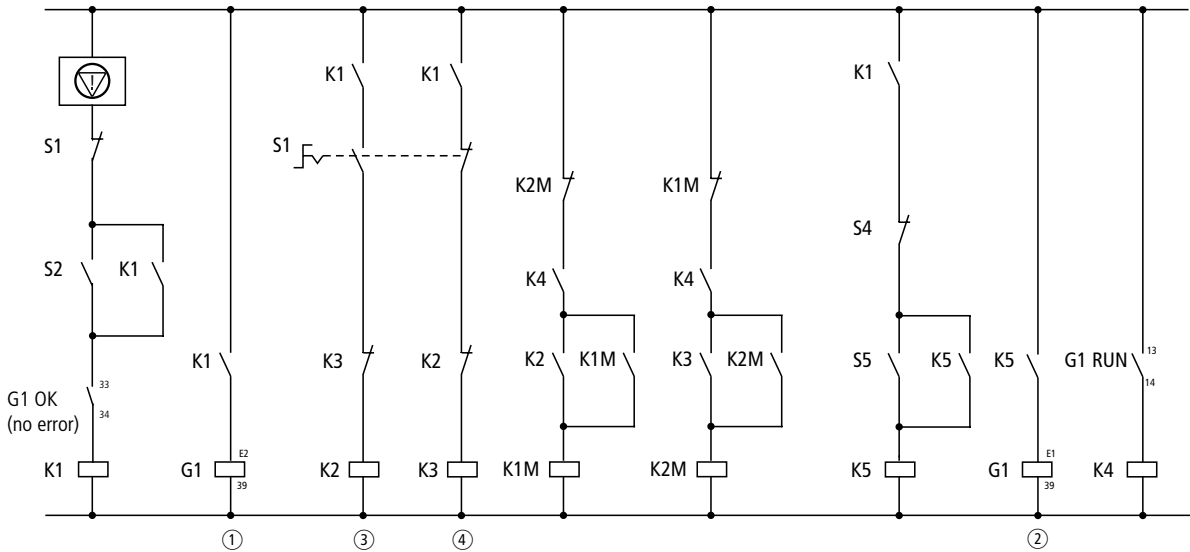 K1 K1 K1
S1 S1
K2M K1M
S4
S2 K1 K4 K4
K1 K3 K2 K2 K1M K3 K2M S5 K5 K5 G1 RUN 13
14
G1 OK 33
(no error) 34
K1 G1 E2 K2 K3 K1M K2M K5 G1 E1 K4
39 39
① ③ ④ ②
!